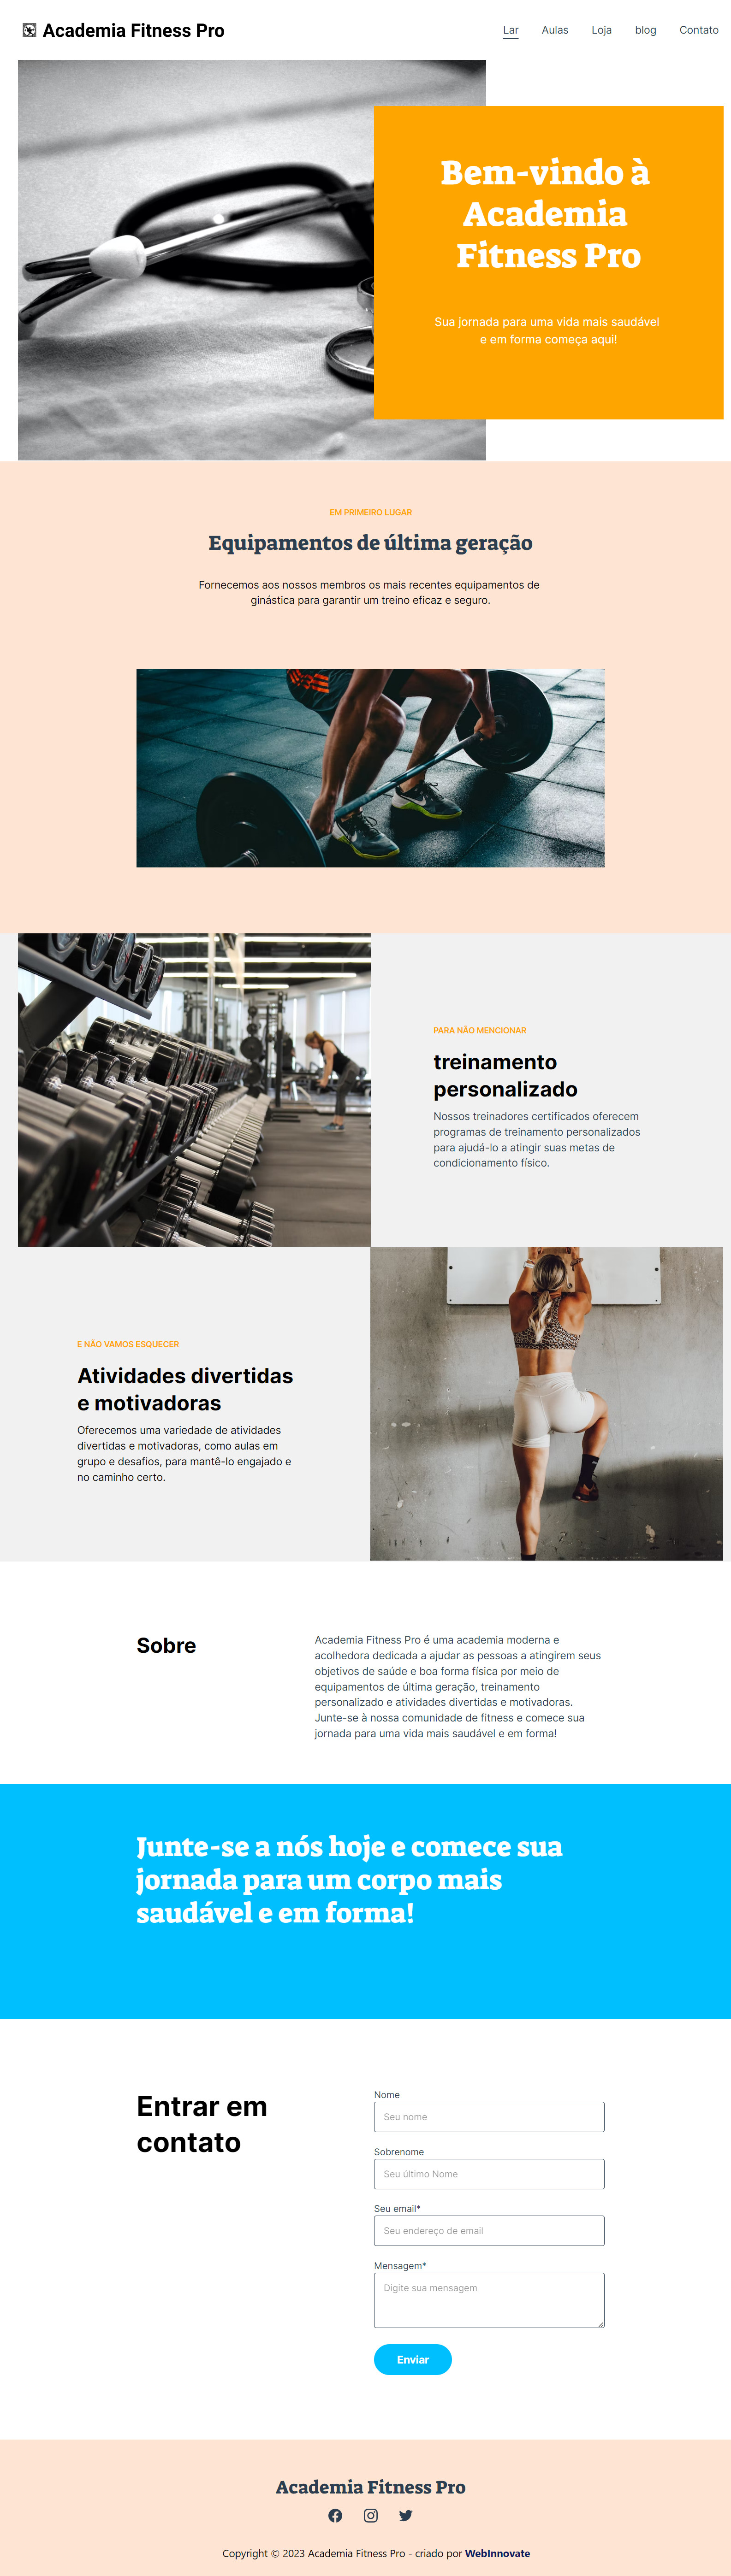 Academia Fitness Pro
Lar Aulas Loja blog Contato
Bem-vindo à
Academia
Fitness Pro
Sua jornada para uma vida mais saudável
e em forma começa aqui!
EM PRIMEIRO LUGAR
Equipamentos de última geração
Fornecemos aos nossos membros os mais recentes equipamentos de
ginástica para garantir um treino eficaz e seguro.
PARA NÃO MENCIONAR
treinamento
personalizado
Nossos treinadores certificados oferecem
programas de treinamento personalizados
para ajudá-lo a atingir suas metas de
condicionamento físico.
E NÃO VAMOS ESQUECER
Atividades divertidas
e motivadoras
Oferecemos uma variedade de atividades
divertidas e motivadoras, como aulas em
grupo e desafios, para mantê-lo engajado e
no caminho certo.
Sobre
Academia Fitness Pro é uma academia moderna e
acolhedora dedicada a ajudar as pessoas a atingirem seus
objetivos de saúde e boa forma física por meio de
equipamentos de última geração, treinamento
personalizado e atividades divertidas e motivadoras.
Junte-se à nossa comunidade de fitness e comece sua
jornada para uma vida mais saudável e em forma!
Junte-se a nós hoje e comece sua
jornada para um corpo mais
saudável e em forma!
Entrar em
contato
Nome
Seu nome
Sobrenome
Seu último Nome
Seu email*
Seu endereço de email
Mensagem*
Digite sua mensagem
Enviar
Academia Fitness Pro
Copyright © 2023 Academia Fitness Pro - criado por WebInnovate